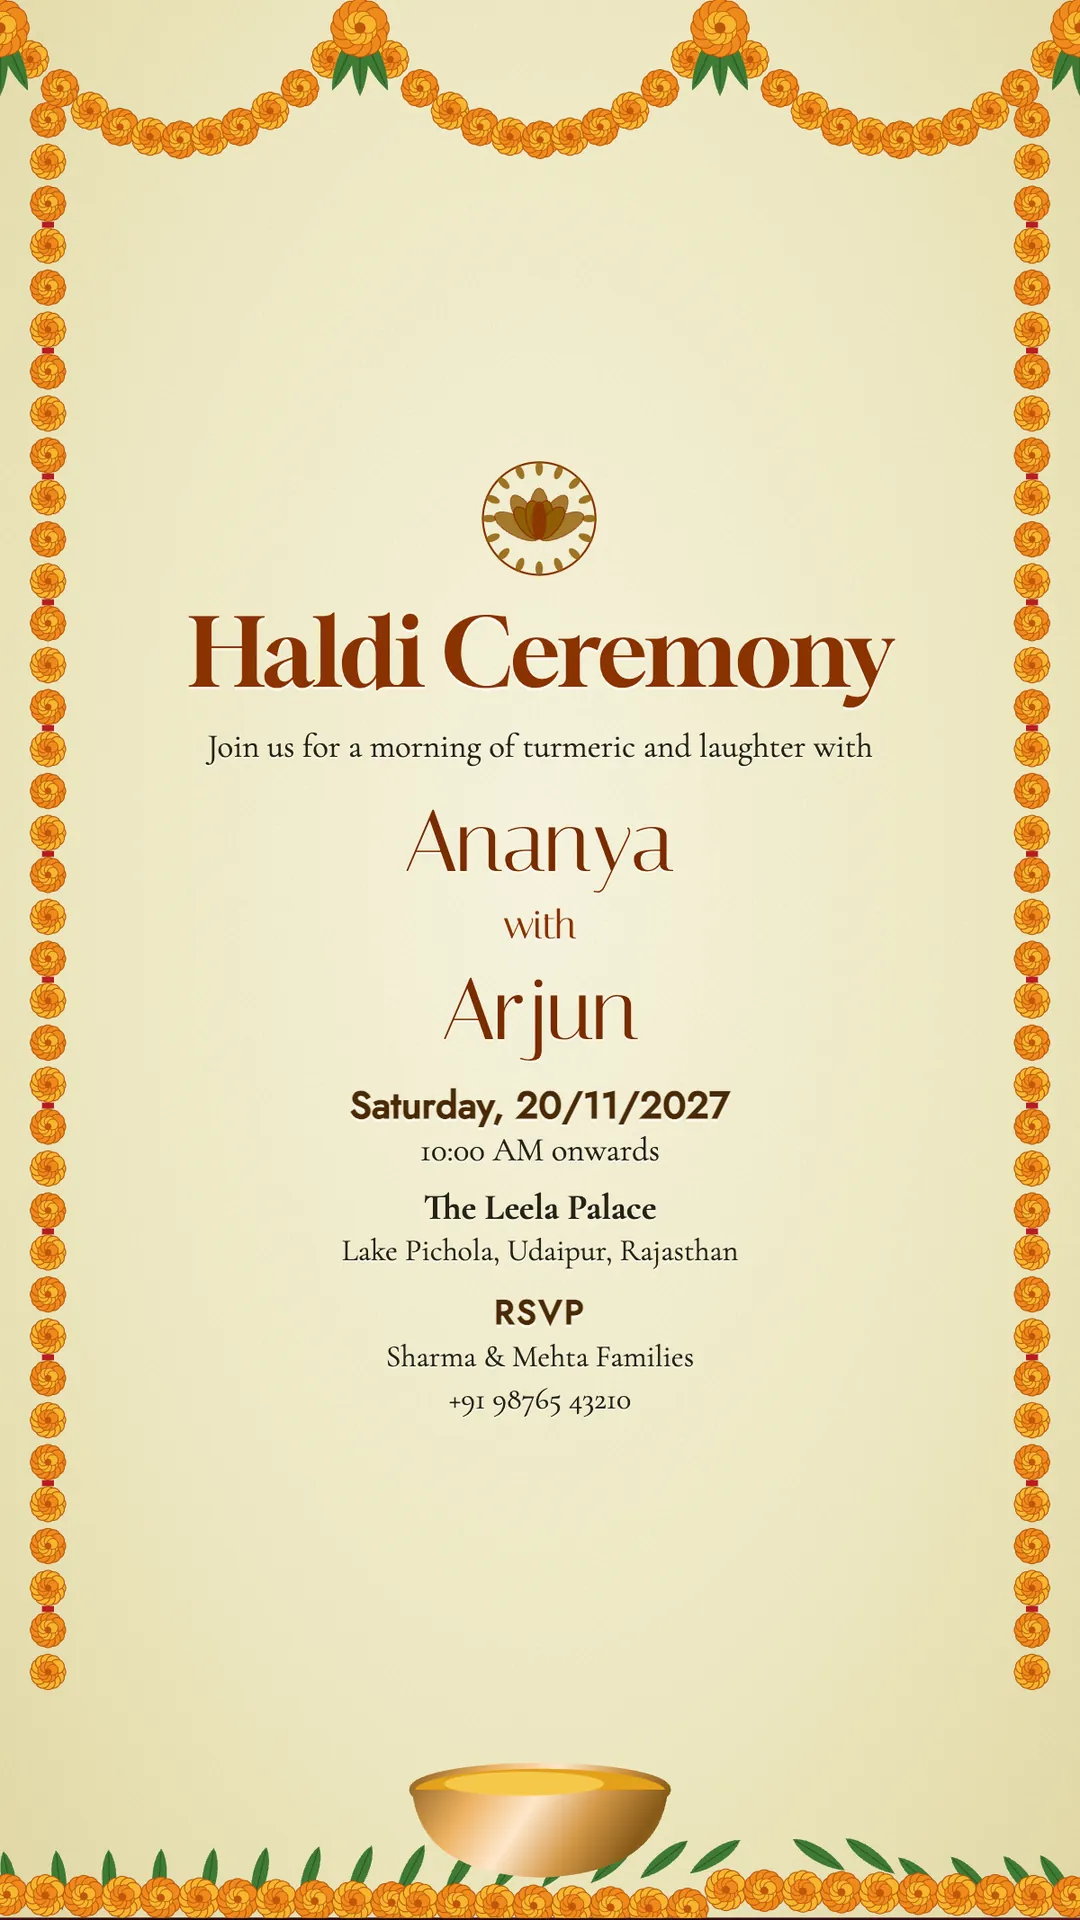 Haldi Ceremony
Join us for a morning of turmeric and laughter with
Ananya
with
Arjun
Saturday, 20/11/2027
10:00 AM onwards
The Leela Palace
Lake Pichola, Udaipur, Rajasthan
RSVP
Sharma & Mehta Families
+91 98765 43210